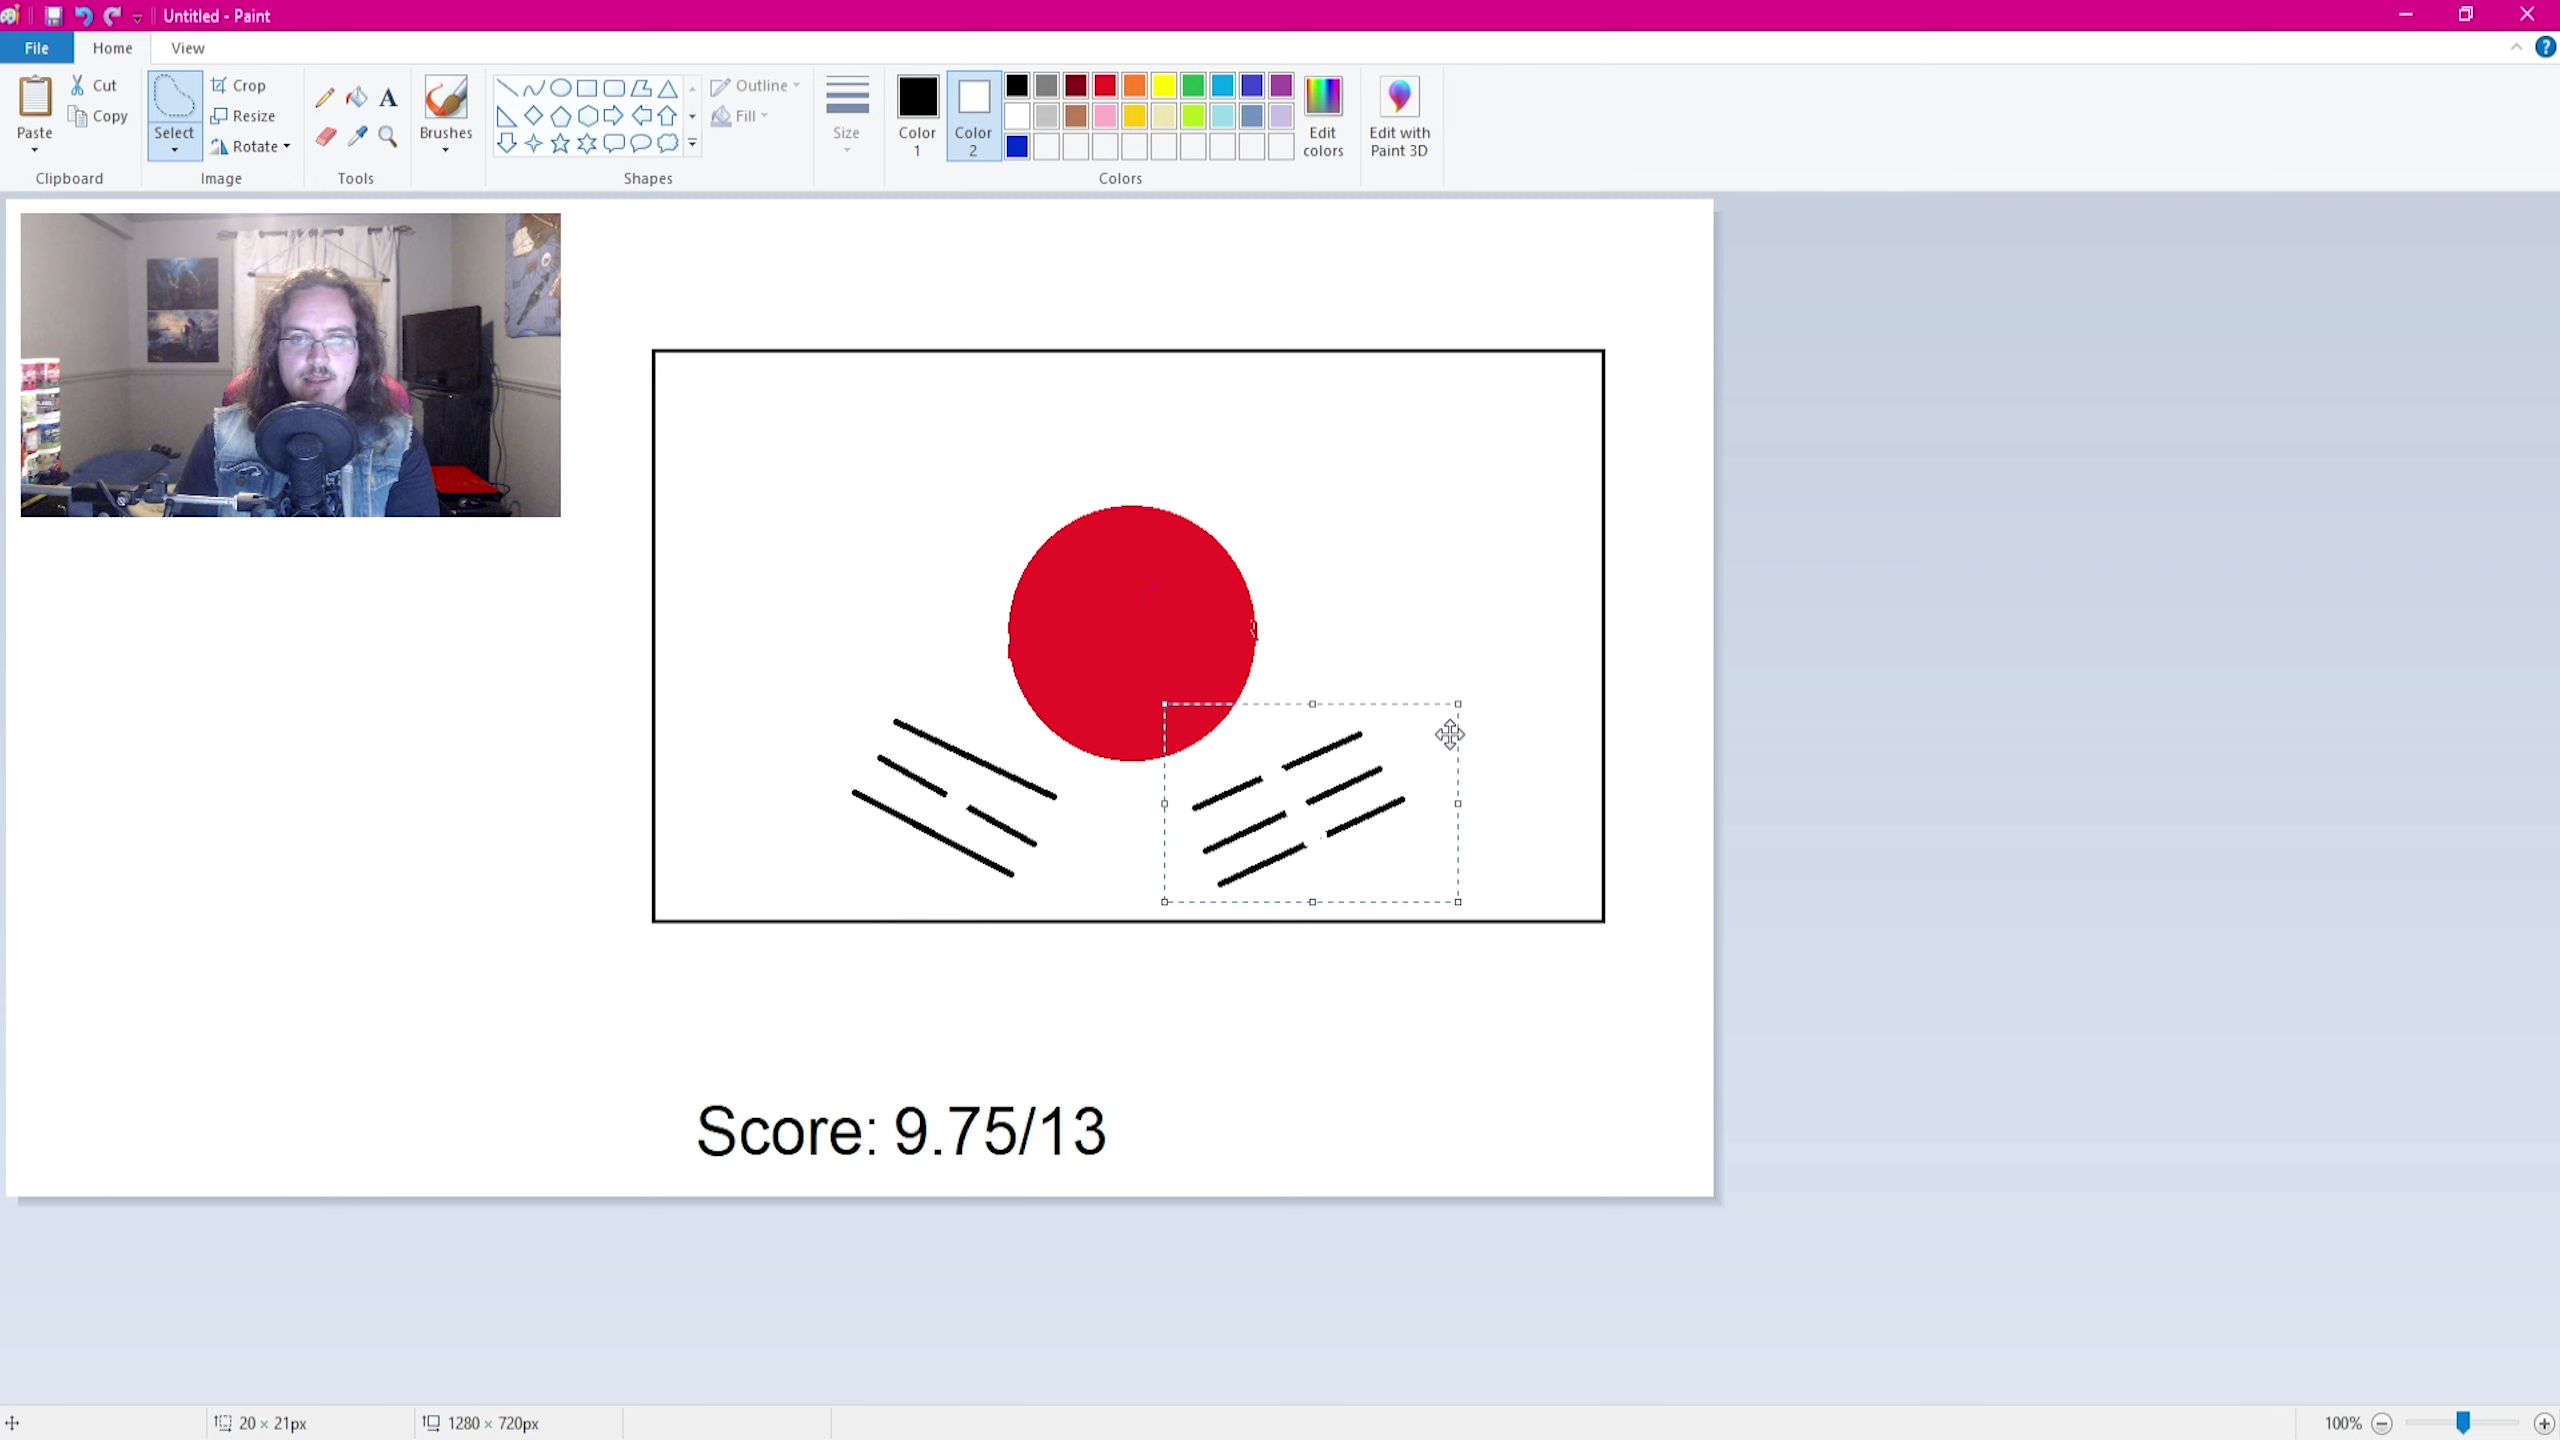 Untitled - Paint
File Home View
Cut
Copy
Paste
Clipboard
Select
Crop
Resize
Rotate
Image
A
Tools
Brushes
Shapes
Outline
Fill
Size
Color 1
Color 2
Colors
Edit colors
Edit with Paint 3D
Score: 9.75/13
20 × 21px
1280 × 720px
100%